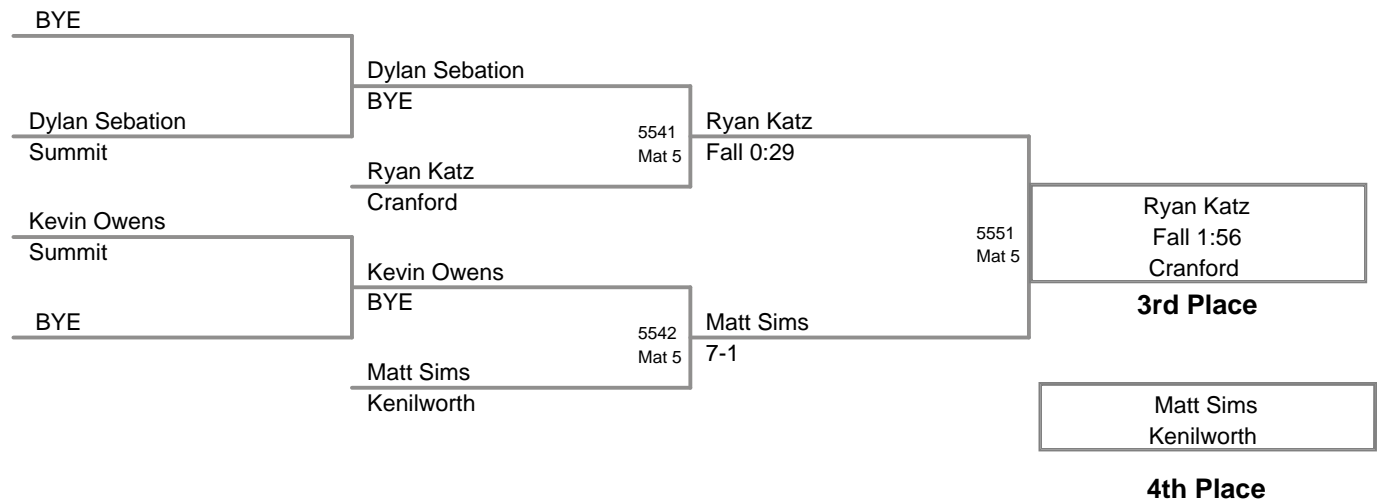 BYE
Dylan Sebation
BYE
Dylan Sebation
Summit
5541
Mat 5
Ryan Katz
Fall 0:29
Ryan Katz
Cranford
Kevin Owens
Summit
5551
Mat 5
Ryan Katz
Fall 1:56
Cranford
3rd Place
Kevin Owens
BYE
BYE
5542
Mat 5
Matt Sims
7-1
Matt Sims
Kenilworth
Matt Sims
Kenilworth
4th Place